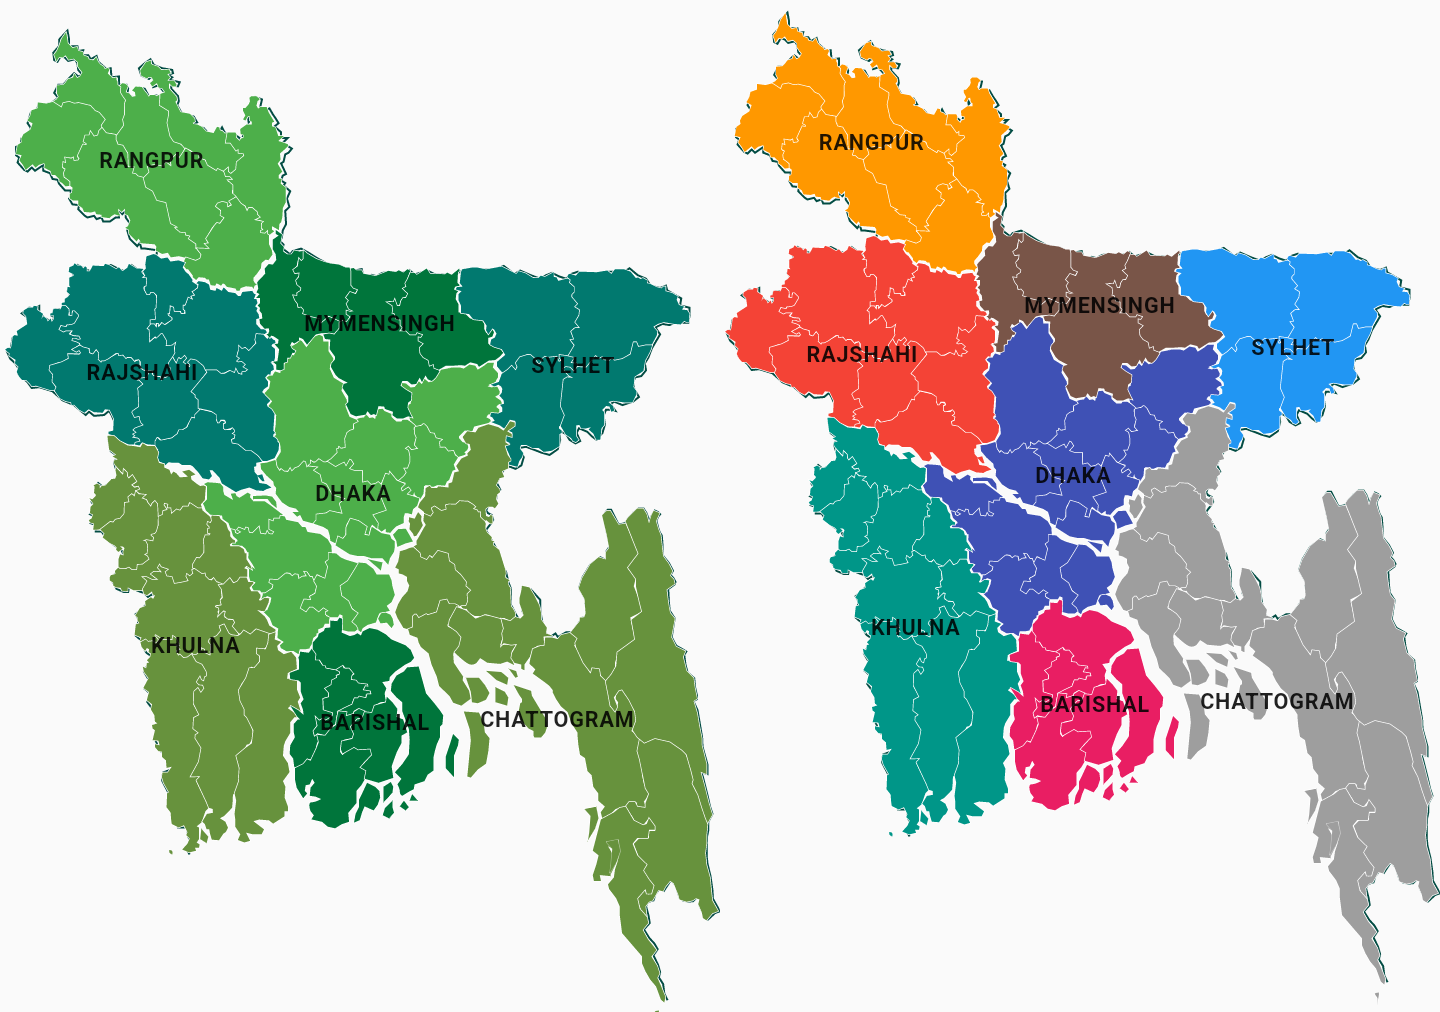 RANGPUR
MYMENSINGH
SYLHET
RAJSHAHI
DHAKA
KHULNA
BARISHAL
CHATTOGRAM
RANGPUR
MYMENSINGH
SYLHET
RAJSHAHI
DHAKA
KHULNA
BARISHAL
CHATTOGRAM